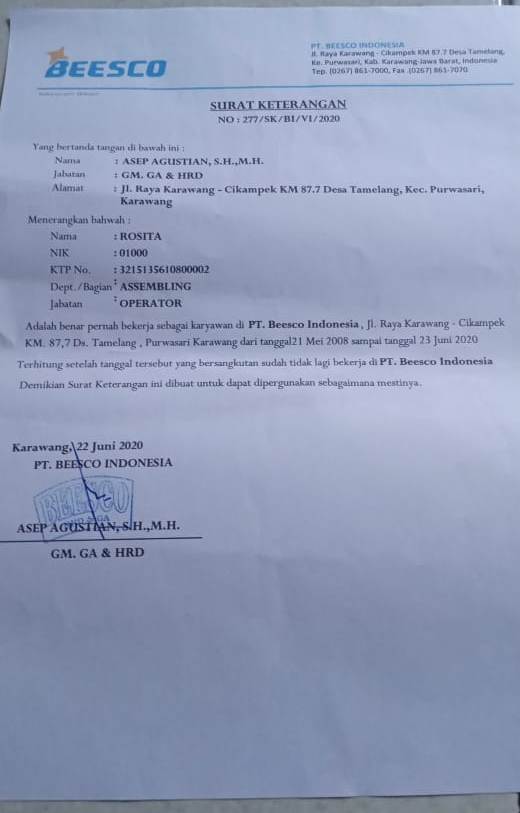 BEESCO
PT. BEESCO INDONESIA
Jl. Raya Karawang - Cikampek KM 87.7 Desa Tamelang,
Ke. Purwasari, Kab. Karawang-Jawa Barat, Indonesia
Tep. (0267) 861-7000, Fax .(0267) 861-7070
SURAT KETERANGAN
NO : 277/SK/BI/VI/2020
Yang bertanda tangan di bawah ini :
Nama : ASEP AGUSTIAN, S.H.,M.H.
Jabatan : GM. GA & HRD
Alamat : Jl. Raya Karawang - Cikampek KM 87.7 Desa Tamelang, Kec. Purwasari,
Karawang
Menerangkan bahwah :
Nama : ROSITA
NIK : 01000
KTP No. : 3215135610800002
Dept./Bagian : ASSEMBLING
Jabatan : OPERATOR
Adalah benar pernah bekerja sebagai karyawan di PT. Beesco Indonesia , Jl. Raya Karawang - Cikampek
KM. 87,7 Ds. Tamelang , Purwasari Karawang dari tanggal21 Mei 2008 sampai tanggal 23 Juni 2020
Terhitung setelah tanggal tersebut yang bersangkutan sudah tidak lagi bekerja di PT. Beesco Indonesia
Demikian Surat Keterangan ini dibuat untuk dapat dipergunakan sebagaimana mestinya.
Karawang, 22 Juni 2020
PT. BEESCO INDONESIA
BEESCO
ASEP AGUSTIAN, S.H.,M.H.
GM. GA & HRD